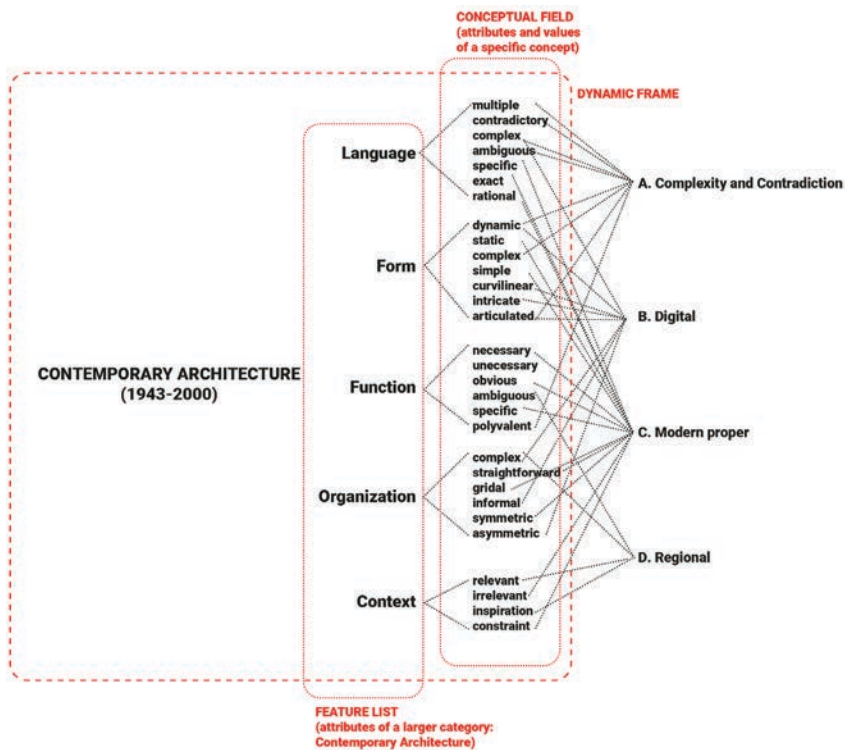 CONCEPTUAL FIELD
(attributes and values
of a specific concept)
DYNAMIC FRAME
CONTEMPORARY ARCHITECTURE
(1943-2000)
Language
multiple
contradictory
complex
ambiguous
specific
exact
rational
Form
dynamic
static
complex
simple
curvilinear
intricate
articulated
Function
necessary
unecessary
obvious
ambiguous
specific
polyvalent
Organization
complex
straightforward
gridal
informal
symmetric
asymmetric
Context
relevant
irrelevant
inspiration
constraint
A. Complexity and Contradiction
B. Digital
C. Modern proper
D. Regional
FEATURE LIST
(attributes of a larger category:
Contemporary Architecture)